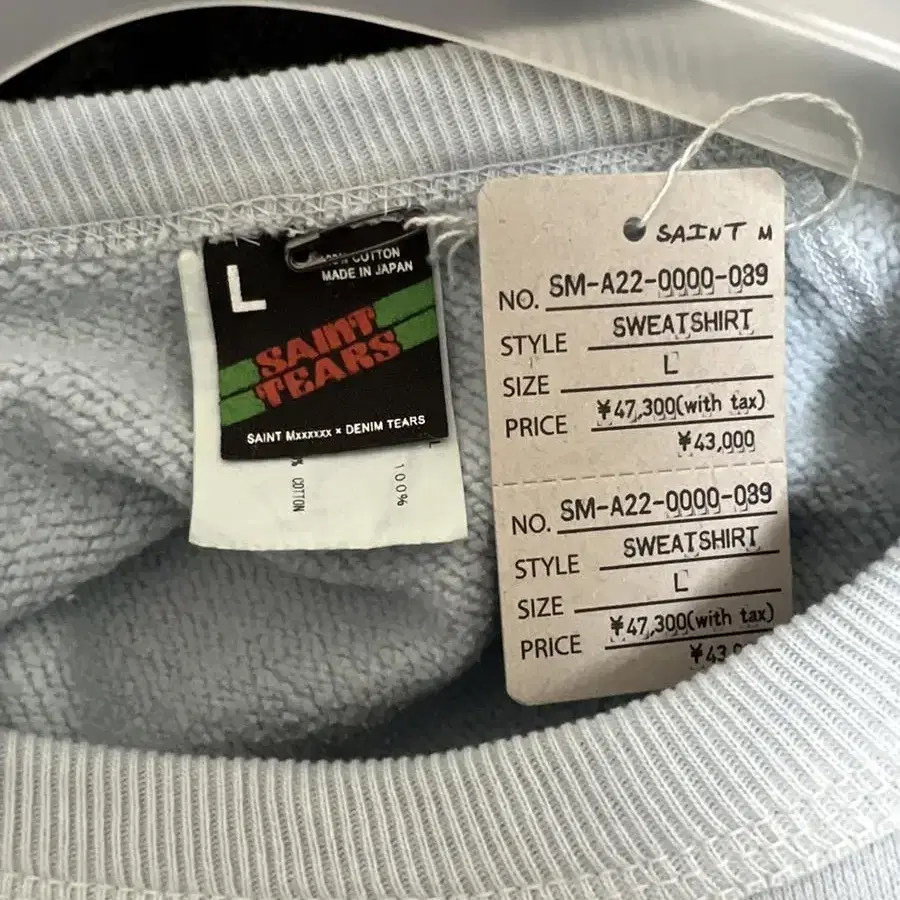 L
COTTON
MADE IN JAPAN
SAINT
TEARS
SAINT Mxxxxxx × DENIM TEARS
COTTON
100%
SAINT M
NO. SM-A22-0000-089
STYLE SWEATSHIRT
SIZE L
PRICE ¥47,300(with tax)
¥43,000
NO. SM-A22-0000-089
STYLE SWEATSHIRT
SIZE L
PRICE ¥47,300(with tax)